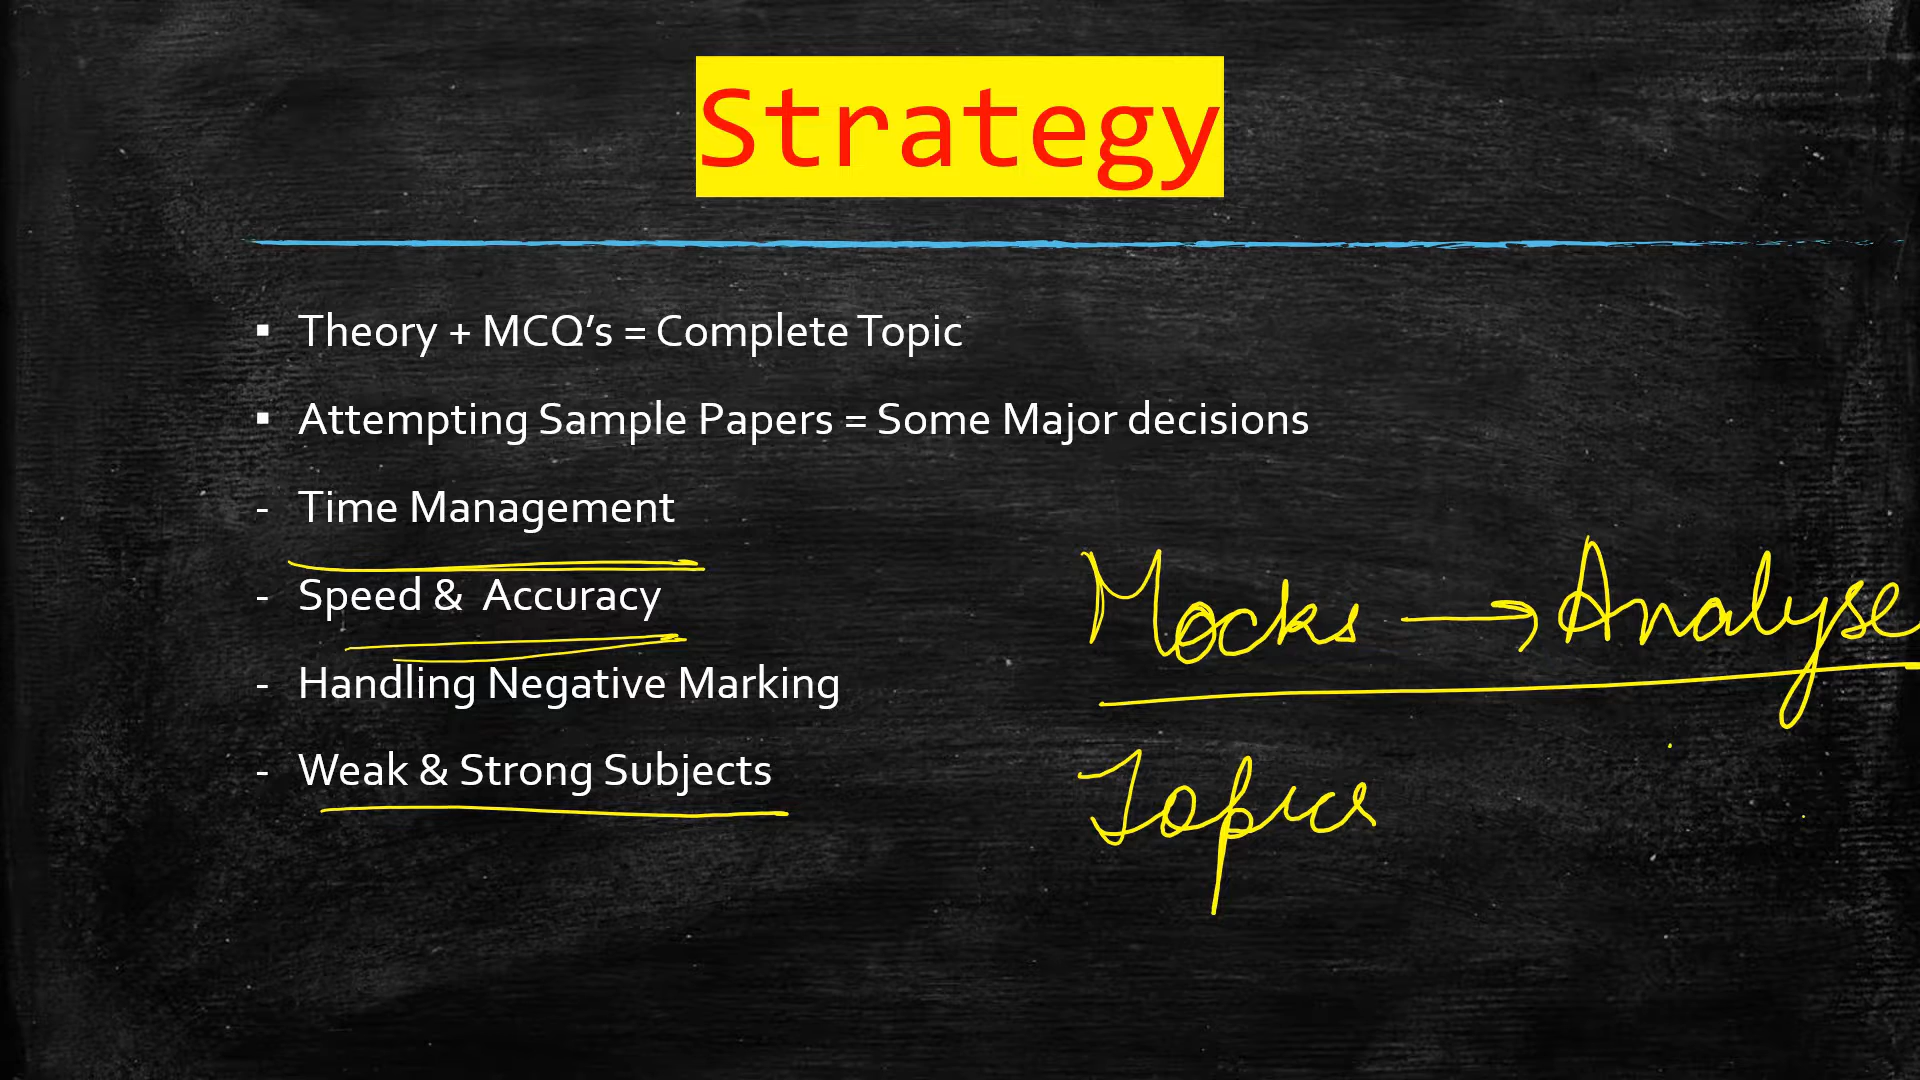 Strategy
▪ Theory + MCQ’s = Complete Topic
▪ Attempting Sample Papers = Some Major decisions
- Time Management
- Speed & Accuracy
- Handling Negative Marking
- Weak & Strong Subjects
Mocks → Analyse
Topics